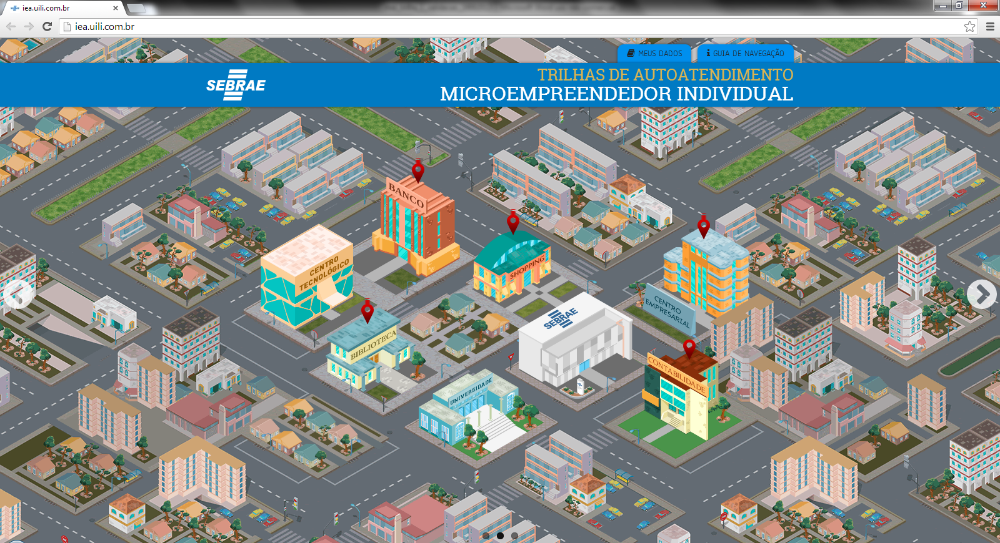 iea.uili.com.br
iea.uili.com.br
MEUS DADOS
GUIA DE NAVEGAÇÃO
SEBRAE
TRILHAS DE AUTOATENDIMENTO
MICROEMPREENDEDOR INDIVIDUAL
BANCO
CENTRO
TECNOLÓGICO
SHOPPING
SEBRAE
CENTRO
EMPRESARIAL
BIBLIOTECA
CONTABILIDADE
UNIVERSIDADE